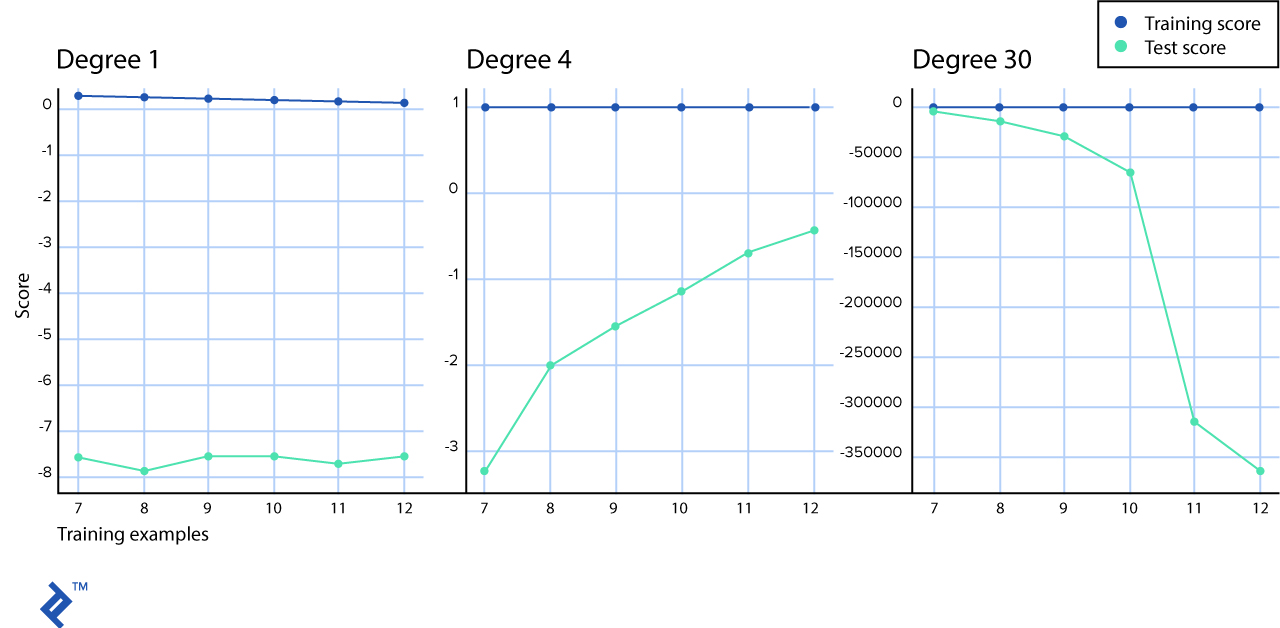 Training score
Test score
Degree 1
Degree 4
Degree 30
Score
0
-1
-2
-3
-4
-5
-6
-7
-8
7 8 9 10 11 12
Training examples
1
0
-1
-2
-3
7 8 9 10 11 12
0
-50000
-100000
-150000
-200000
-250000
-300000
-350000
7 8 9 10 11 12
TM